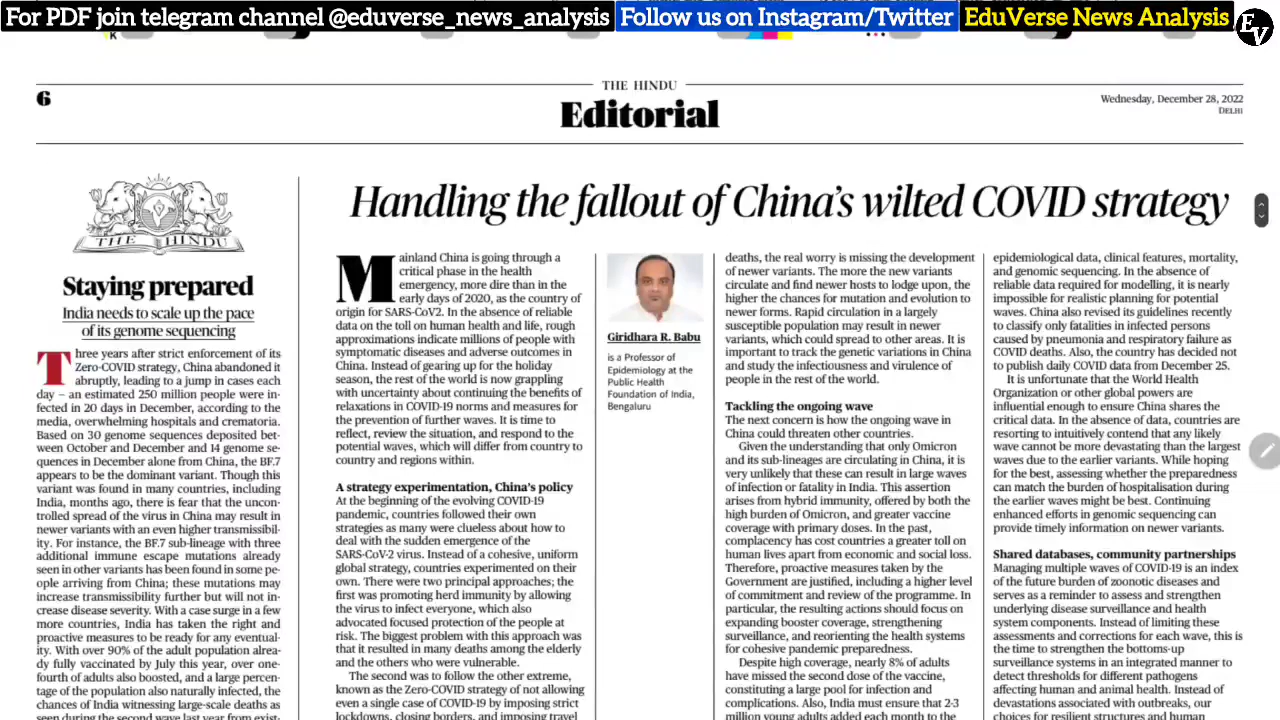 For PDF join telegram channel @eduverse_news_analysis Follow us on Instagram/Twitter EduVerse News Analysis EV
K
THE HINDU
6
Editorial
Wednesday, December 28, 2022
DELHI
THE HINDU
Staying prepared
India needs to scale up the pace
of its genome sequencing
Three years after strict enforcement of its
Zero-COVID strategy, China abandoned it
abruptly, leading to a jump in cases each
day — an estimated 250 million people were in-
fected in 20 days in December, according to the
media, overwhelming hospitals and crematoria.
Based on 30 genome sequences deposited bet-
ween October and December and 14 genome se-
quences in December alone from China, the BF.7
appears to be the dominant variant. Though this
variant was found in many countries, including
India, months ago, there is fear that the uncon-
trolled spread of the virus in China may result in
newer variants with an even higher transmissibil-
ity. For instance, the BF.7 sub-lineage with three
additional immune escape mutations already
seen in other variants has been found in some pe-
ople arriving from China; these mutations may
increase transmissibility further but will not in-
crease disease severity. With a case surge in a few
more countries, India has taken the right and
proactive measures to be ready for any eventual-
ity. With over 90% of the adult population alrea-
dy fully vaccinated by July this year, over one-
fourth of adults also boosted, and a large percen-
tage of the population also naturally infected, the
chances of India witnessing large-scale deaths as
seen during the second wave last year from exist-
Handling the fallout of China's wilted COVID strategy
Mainland China is going through a
critical phase in the health
emergency, more dire than in the
early days of 2020, as the country of
origin for SARS-CoV2. In the absence of reliable
data on the toll on human health and life, rough
approximations indicate millions of people with
symptomatic diseases and adverse outcomes in
China. Instead of gearing up for the holiday
season, the rest of the world is now grappling
with uncertainty about continuing the benefits of
relaxations in COVID-19 norms and measures for
the prevention of further waves. It is time to
reflect, review the situation, and respond to the
potential waves, which will differ from country to
country and regions within.
A strategy experimentation, China's policy
At the beginning of the evolving COVID-19
pandemic, countries followed their own
strategies as many were clueless about how to
deal with the sudden emergence of the
SARS-CoV-2 virus. Instead of a cohesive, uniform
global strategy, countries experimented on their
own. There were two principal approaches; the
first was promoting herd immunity by allowing
the virus to infect everyone, which also
advocated focused protection of the people at
risk. The biggest problem with this approach was
that it resulted in many deaths among the elderly
and the others who were vulnerable.
The second was to follow the other extreme,
known as the Zero-COVID strategy of not allowing
even a single case of COVID-19 by imposing strict
lockdowns, closing borders, and imposing travel
Giridhara R. Babu
is a Professor of
Epidemiology at the
Public Health
Foundation of India,
Bengaluru
deaths, the real worry is missing the development
of newer variants. The more the new variants
circulate and find newer hosts to lodge upon, the
higher the chances for mutation and evolution to
newer forms. Rapid circulation in a largely
susceptible population may result in newer
variants, which could spread to other areas. It is
important to track the genetic variations in China
and study the infectiousness and virulence of
people in the rest of the world.
Tackling the ongoing wave
The next concern is how the ongoing wave in
China could threaten other countries.
Given the understanding that only Omicron
and its sub-lineages are circulating in China, it is
very unlikely that these can result in large waves
of infection or fatality in India. This assertion
arises from hybrid immunity, offered by both the
high burden of Omicron, and greater vaccine
coverage with primary doses. In the past,
complacency has cost countries a greater toll on
human lives apart from economic and social loss.
Therefore, proactive measures taken by the
Government are justified, including a higher level
of commitment and review of the programme. In
particular, the resulting actions should focus on
expanding booster coverage, strengthening
surveillance, and reorienting the health systems
for cohesive pandemic preparedness.
Despite high coverage, nearly 8% of adults
have missed the second dose of the vaccine,
constituting a large pool for infection and
complications. Also, India must ensure that 2-3
million young adults added each month to the
epidemiological data, clinical features, mortality,
and genomic sequencing. In the absence of
reliable data required for modelling, it is nearly
impossible for realistic planning for potential
waves. China also revised its guidelines recently
to classify only fatalities in infected persons
caused by pneumonia and respiratory failure as
COVID deaths. Also, the country has decided not
to publish daily COVID data from December 25.
It is unfortunate that the World Health
Organization or other global powers are
influential enough to ensure China shares the
critical data. In the absence of data, countries are
resorting to intuitively contend that any likely
wave cannot be more devastating than the largest
waves due to the earlier variants. While hoping
for the best, assessing whether the preparedness
can match the burden of hospitalisation during
the earlier waves might be best. Continuing
enhanced efforts in genomic sequencing can
provide timely information on newer variants.
Shared databases, community partnerships
Managing multiple waves of COVID-19 is an index
of the future burden of zoonotic diseases and
serves as a reminder to assess and strengthen
underlying disease surveillance and health
system components. Instead of limiting these
assessments and corrections for each wave, this is
the time to strengthen the bottoms-up
surveillance systems in an integrated manner to
detect thresholds for different pathogens
affecting human and animal health. Instead of
devastations associated with outbreaks, our
choices for resilient structures and human